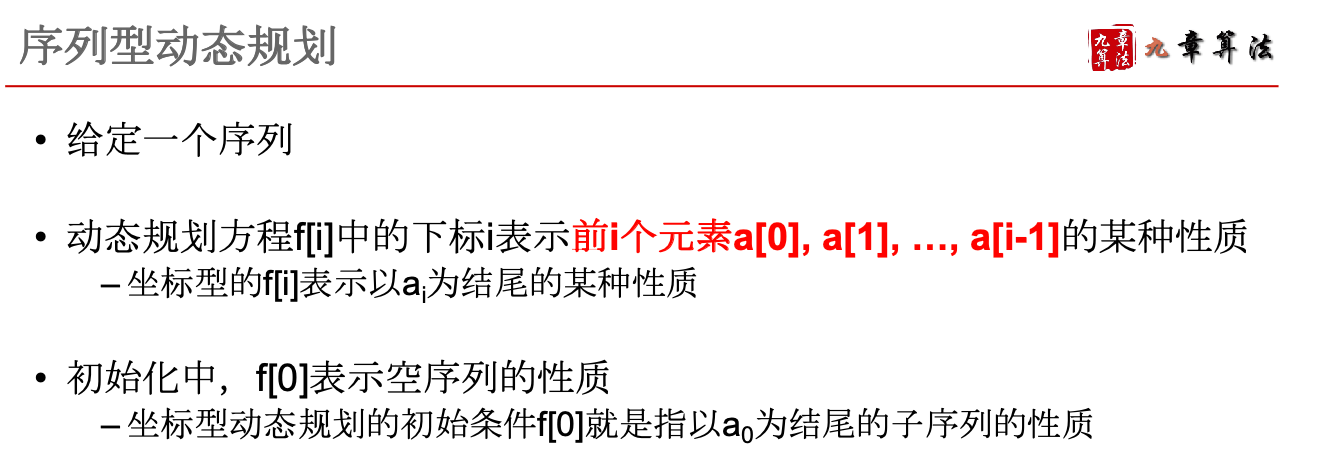 序列型动态规划
九章算法 九章算法
• 给定一个序列
• 动态规划方程f[i]中的下标i表示前i个元素a[0], a[1], …, a[i-1]的某种性质
– 坐标型的f[i]表示以aᵢ为结尾的某种性质
• 初始化中，f[0]表示空序列的性质
– 坐标型动态规划的初始条件f[0]就是指以a₀为结尾的子序列的性质